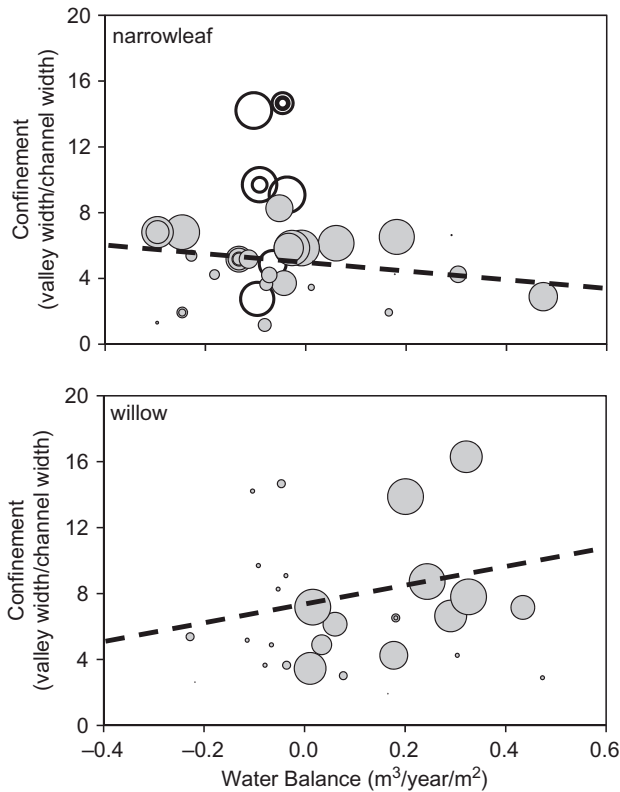 20
narrowleaf
16
12
8
4
0
Confinement
(valley width/channel width)
20
willow
16
12
8
4
0
Confinement
(valley width/channel width)
–0.4 –0.2 0.0 0.2 0.4 0.6
Water Balance (m³/year/m²)